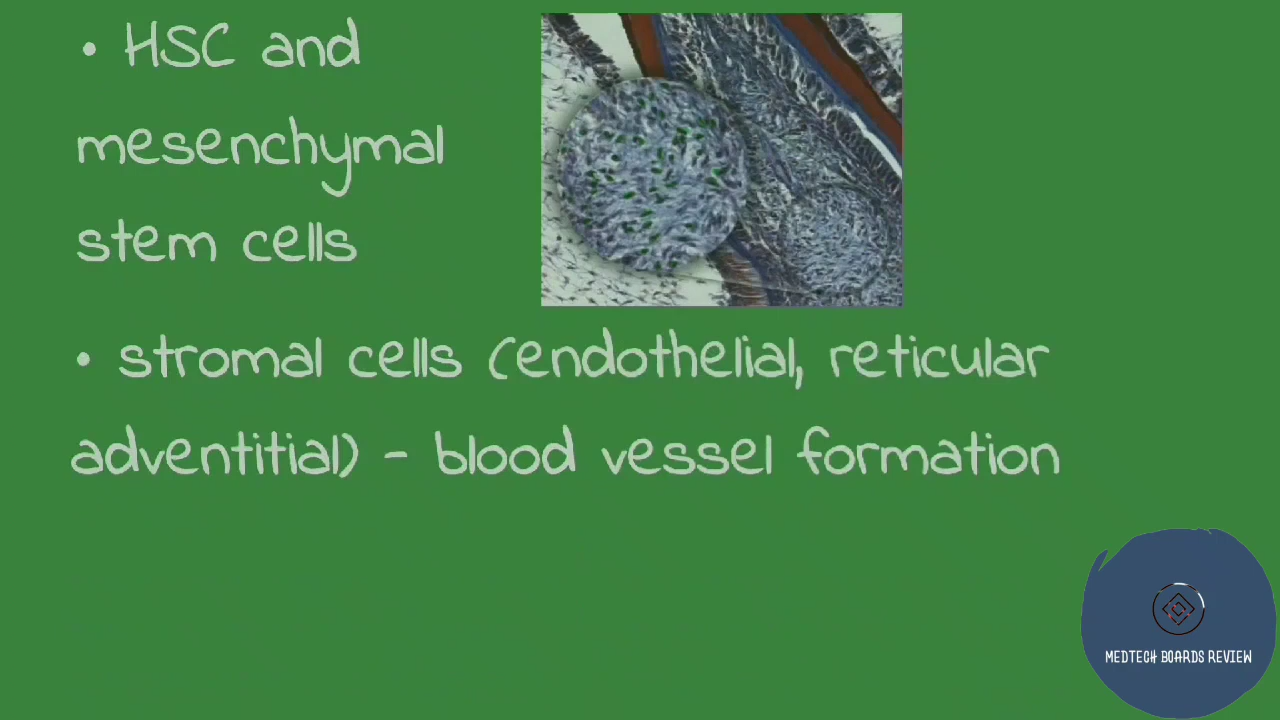 • HSC and
mesenchymal
stem cells
• stromal cells (endothelial, reticular
adventitial) - blood vessel formation
MEDTECH BOARDS REVIEW